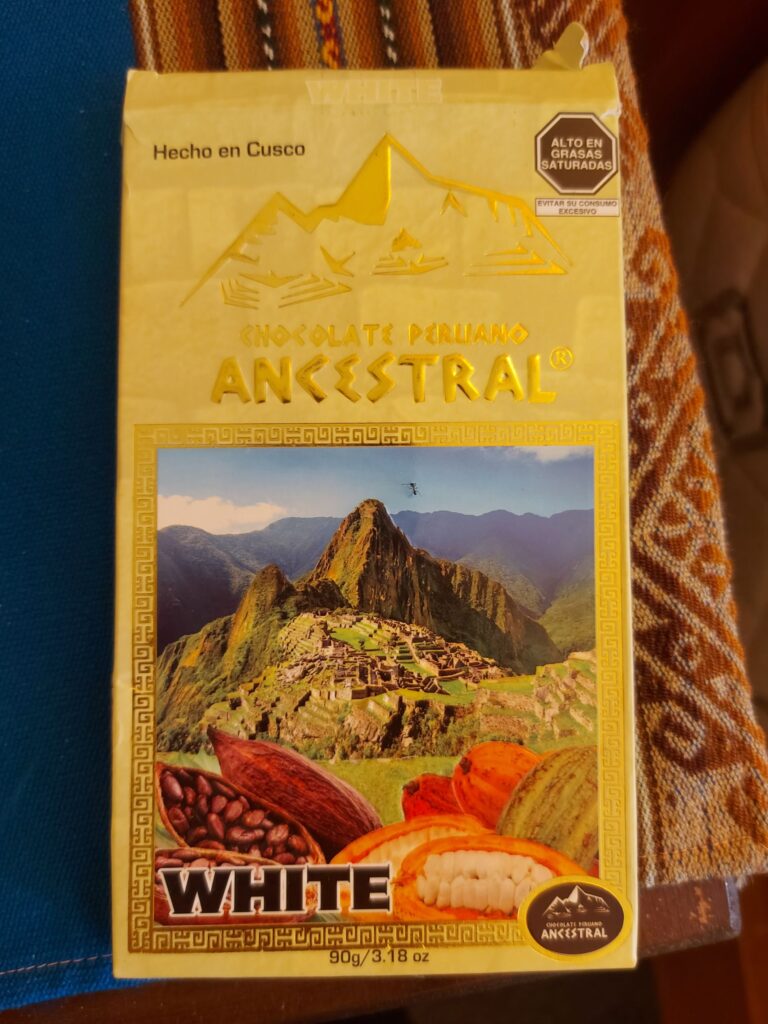 WHITE
Hecho en Cusco
ALTO EN
GRASAS
SATURADAS
EVITAR SU CONSUMO
EXCESIVO
CHOCOLATE PERUANO
ANCESTRAL®
WHITE
CHOCOLATE PERUANO
ANCESTRAL
90g/3.18 oz